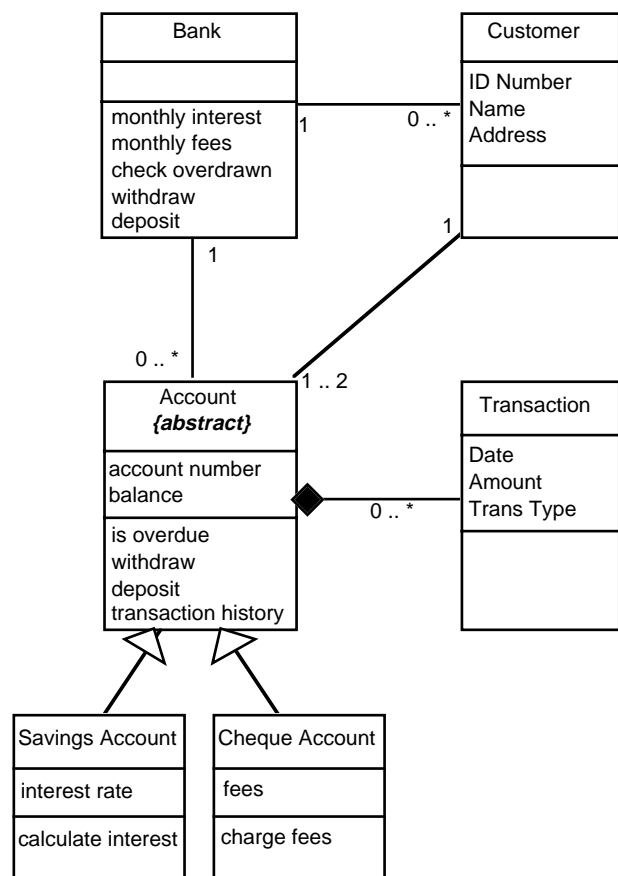 Bank
monthly interest
monthly fees
check overdrawn
withdraw
deposit
Customer
ID Number
Name
Address
1
0 .. *
1
0 .. *
1
1 .. 2
Account
{abstract}
account number
balance
is overdue
withdraw
deposit
transaction history
0 .. *
Transaction
Date
Amount
Trans Type
Savings Account
interest rate
calculate interest
Cheque Account
fees
charge fees